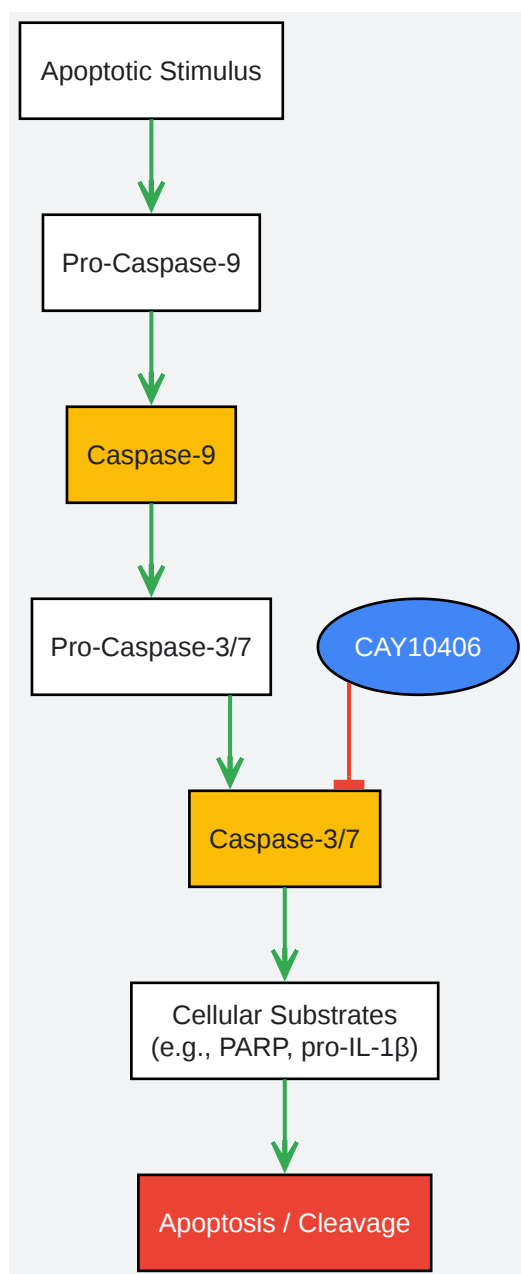 Apoptotic Stimulus
Pro-Caspase-9
Caspase-9
Pro-Caspase-3/7
CAY10406
Caspase-3/7
Cellular Substrates
(e.g., PARP, pro-IL-1β)
Apoptosis / Cleavage